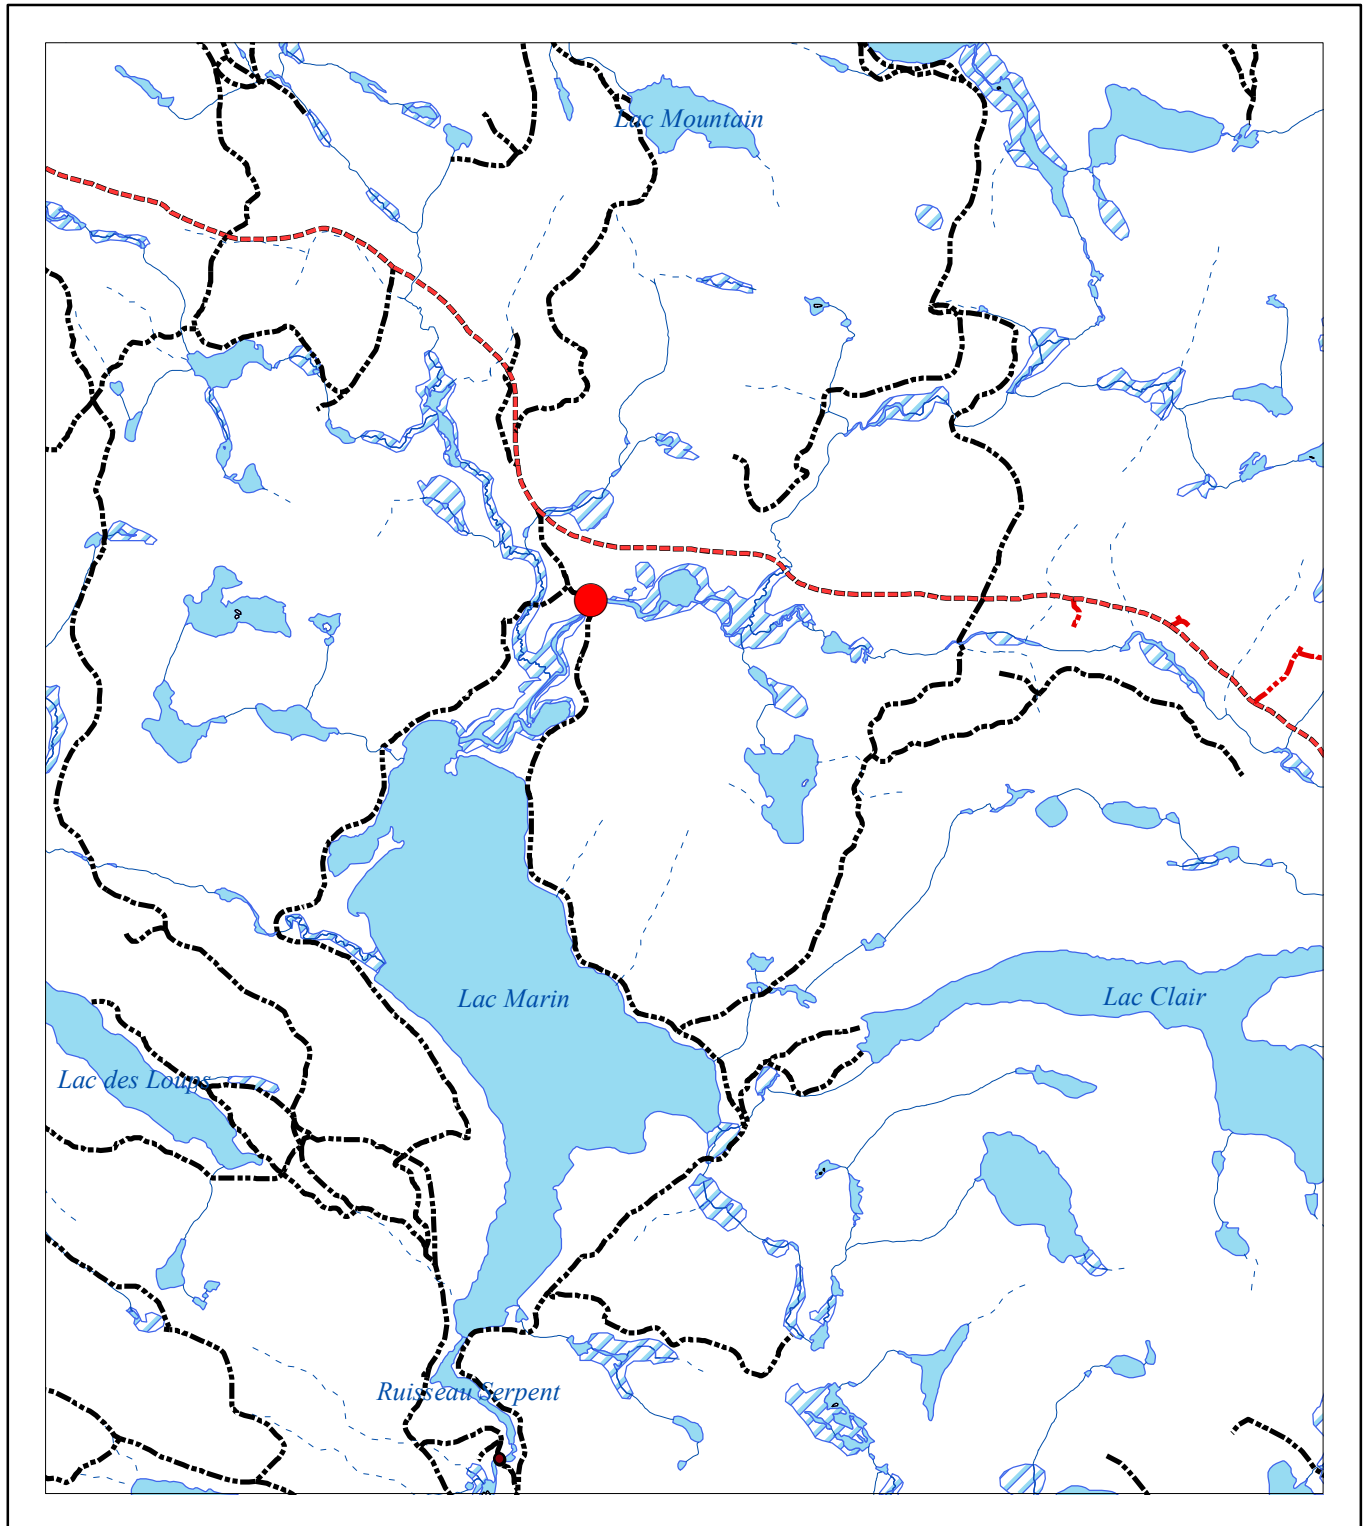 Lac Mountain
Lac Marin
Lac Clair
Lac des Loups
Ruisseau Serpent